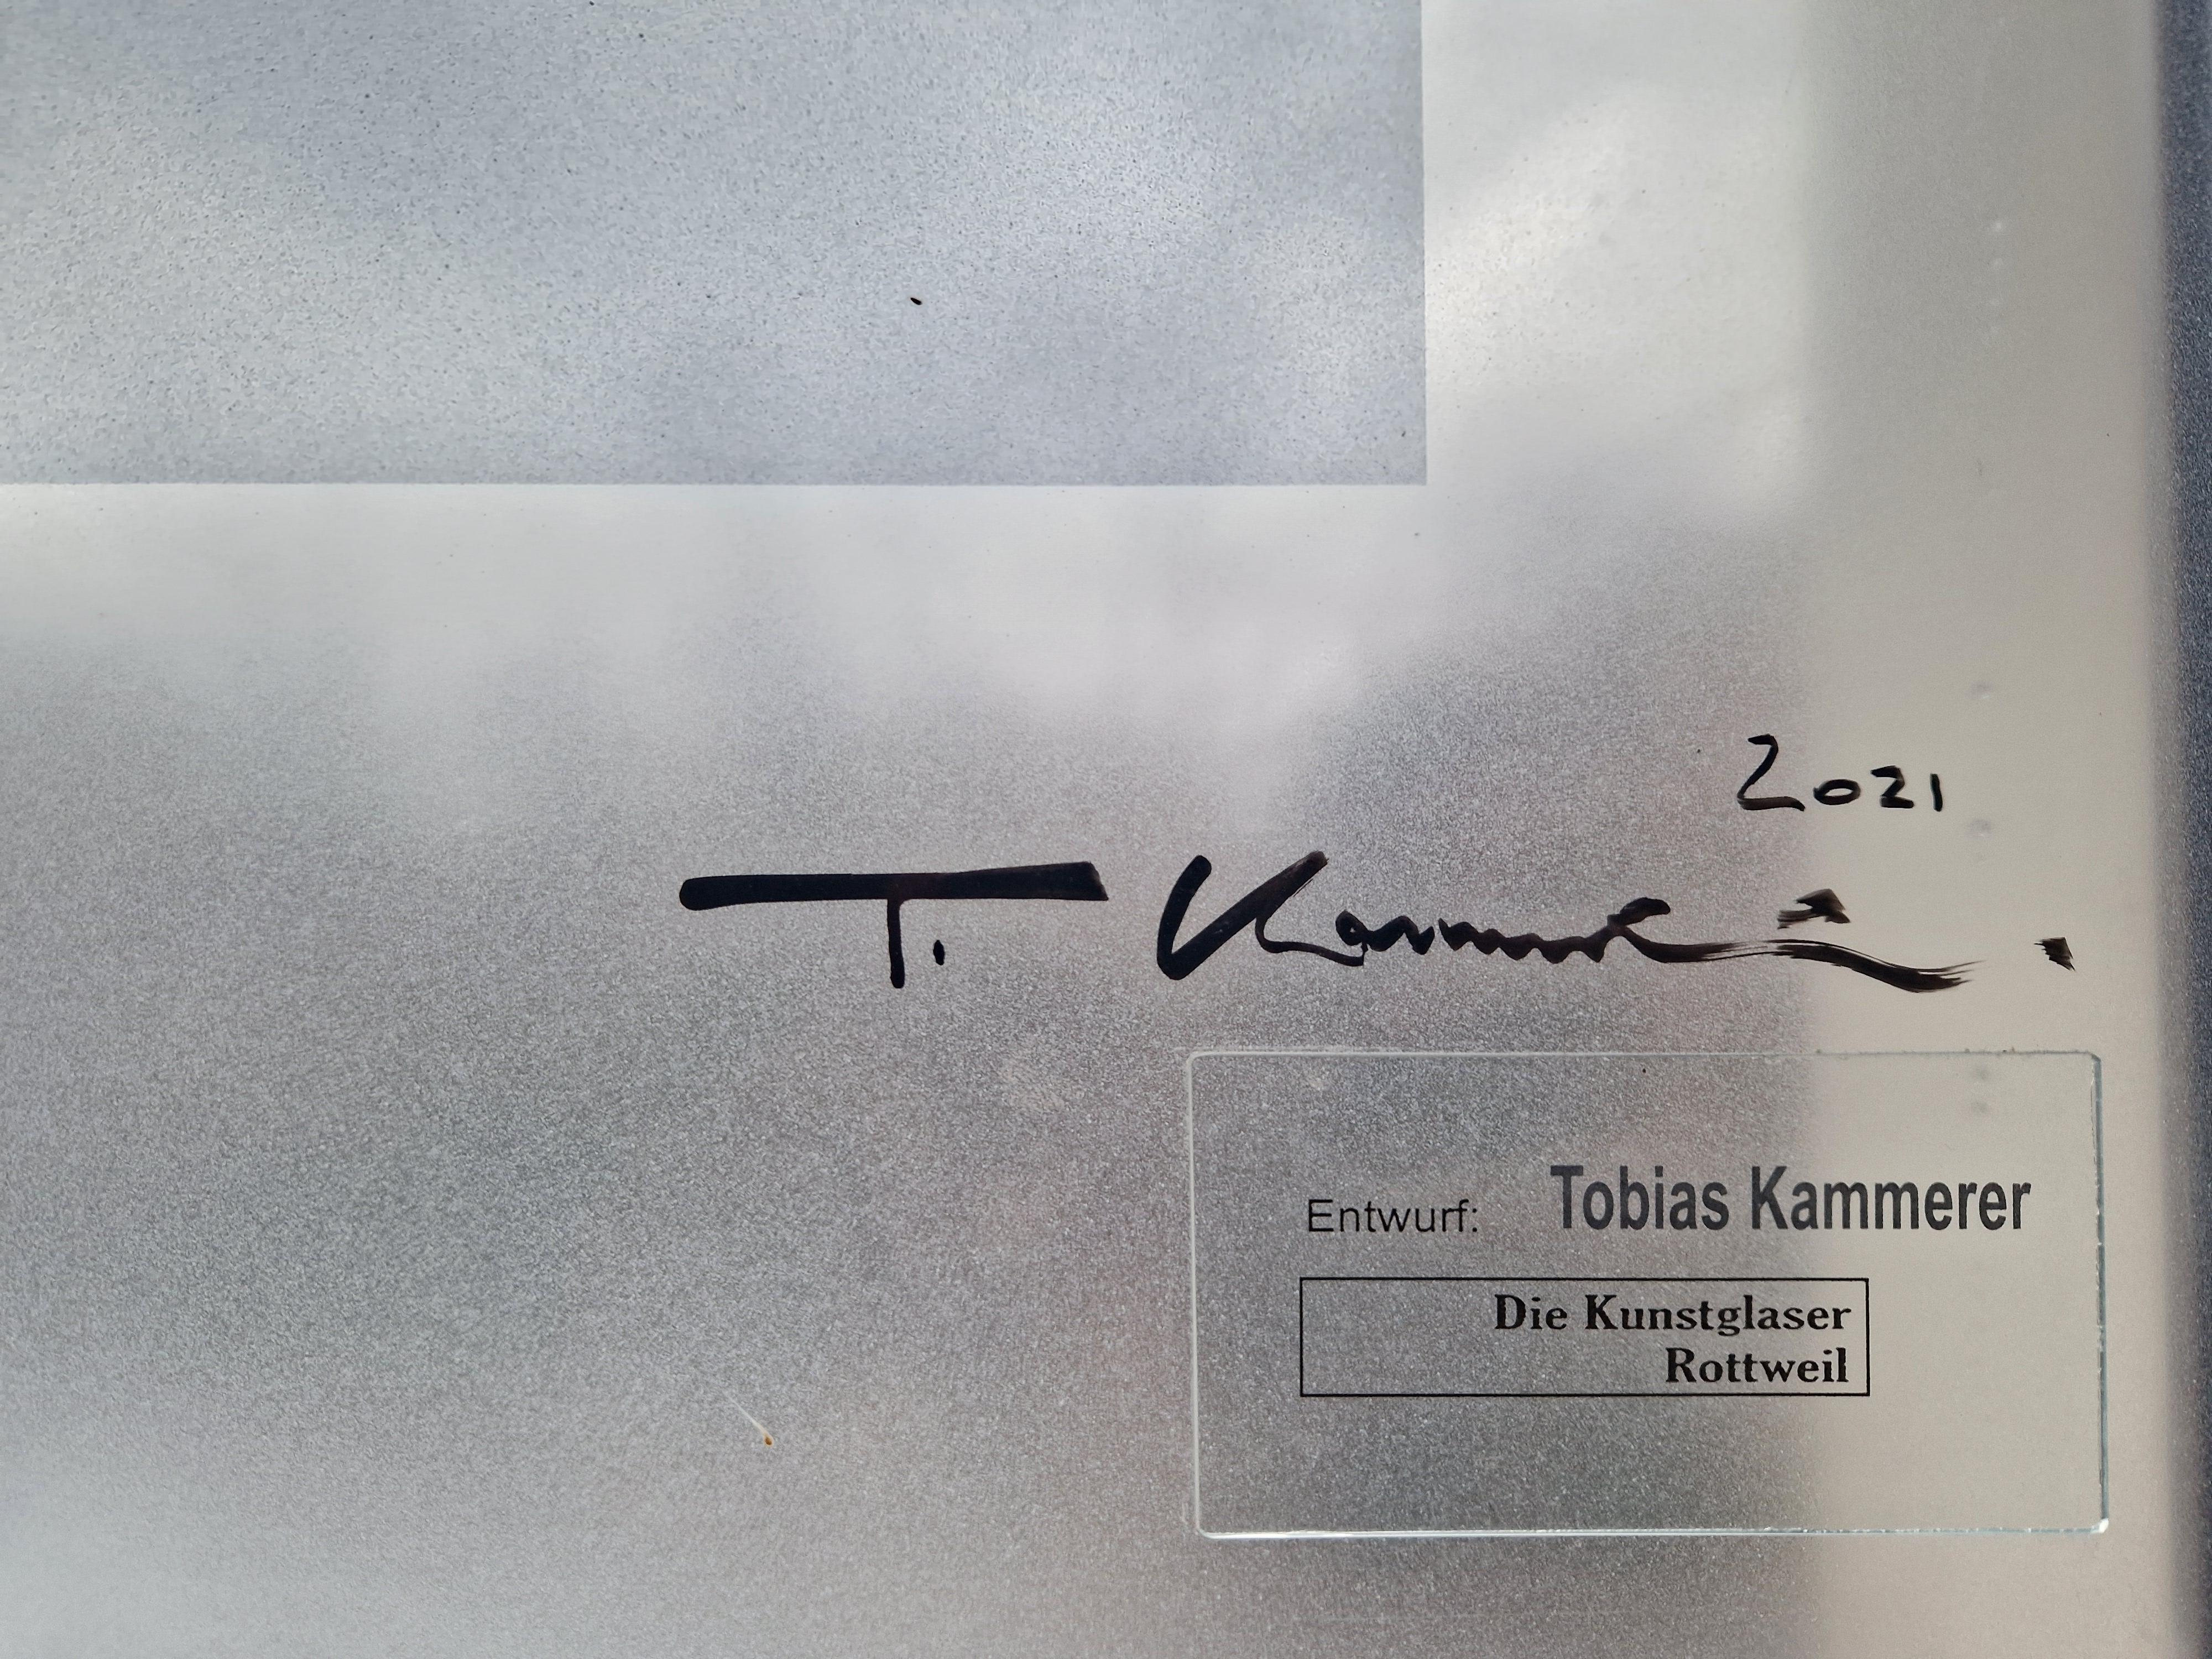 2021
T. Kammerer
Entwurf: Tobias Kammerer
Die Kunstglaser
Rottweil